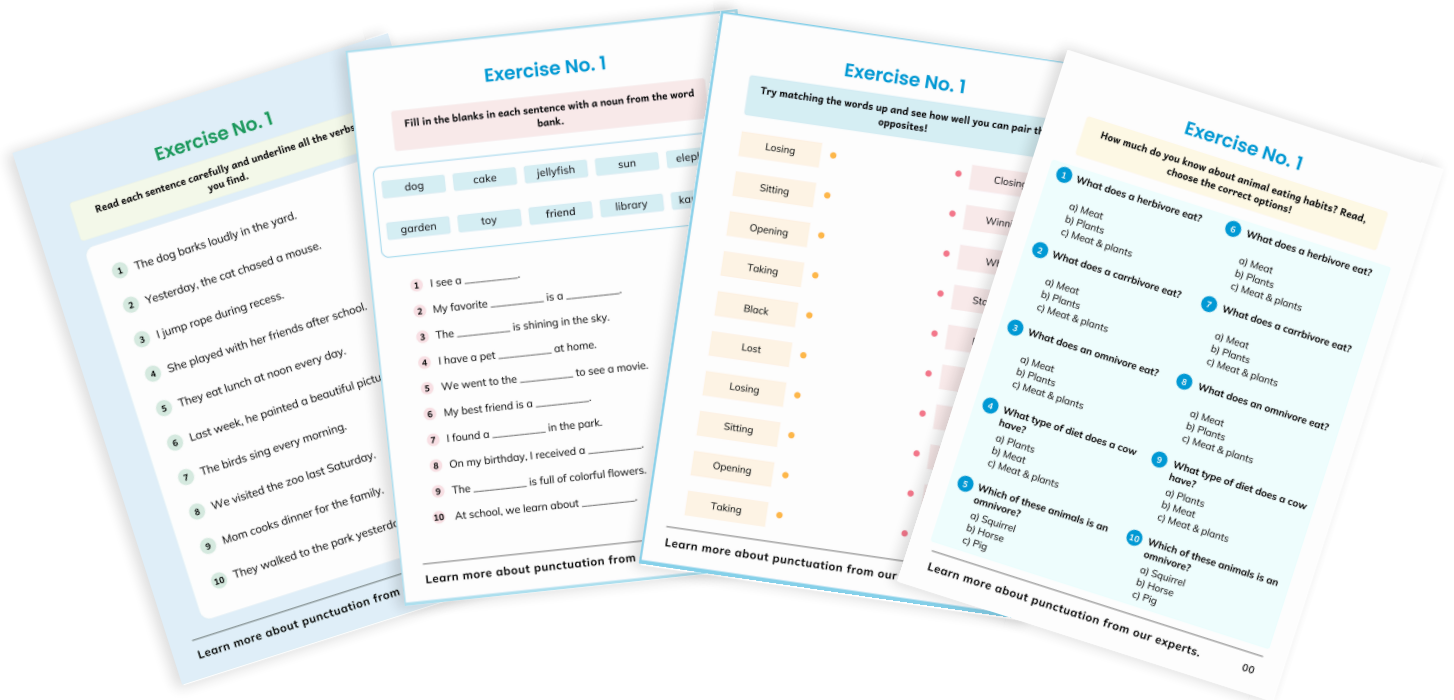 Exercise No. 1
Read each sentence carefully and underline all the verbs
you find.
1 The dog barks loudly in the yard.
2 Yesterday, the cat chased a mouse.
3 I jump rope during recess.
4 She played with her friends after school.
5 They eat lunch at noon every day.
6 Last week, he painted a beautiful
7 The birds sing every morning.
8 We visited the zoo last Saturday.
9 Mom cooks dinner for the family.
10 They walked to the park
Learn more about punctuation from
Exercise No. 1
Fill in the blanks in each sentence with a noun from the word
bank.
dog cake jellyfish sun
garden toy friend library
1 I see a ________.
2 My favorite ________ is a ________.
3 The ________ is shining in the sky.
4 I have a pet ________ at home.
5 We went to the ________ to see a movie.
6 My best friend is a ________.
7 I found a ________ in the park.
8 On my birthday, I received a ________.
9 The ________ is full of colorful flowers.
10 At school, we learn about ________.
Learn more about punctuation from
Exercise No. 1
Try matching the words up and see how well you can pair
opposites!
Losing
Sitting
Opening
Taking
Black
Lost
Losing
Sitting
Opening
Taking
Closing
Learn more about punctuation from our
Exercise No. 1
How much do you know about animal eating habits? Read,
choose the correct options!
1 What does a herbivore eat?
a) Meat
b) Plants
c) Meat & plants
2 What does a carrbivore eat?
a) Meat
b) Plants
c) Meat & plants
3 What does an omnivore eat?
a) Meat
b) Plants
c) Meat & plants
4 What type of diet does a cow
have?
a) Plants
b) Meat
c) Meat & plants
5 Which of these animals is an
omnivore?
a) Squirrel
b) Horse
c) Pig
6 What does a herbivore eat?
a) Meat
b) Plants
c) Meat & plants
7 What does a carrbivore eat?
a) Meat
b) Plants
c) Meat & plants
8 What does an omnivore eat?
a) Meat
b) Plants
c) Meat & plants
9 What type of diet does a cow
have?
a) Plants
b) Meat
c) Meat & plants
10 Which of these animals is an
omnivore?
a) Squirrel
b) Horse
c) Pig
Learn more about punctuation from our experts.
00